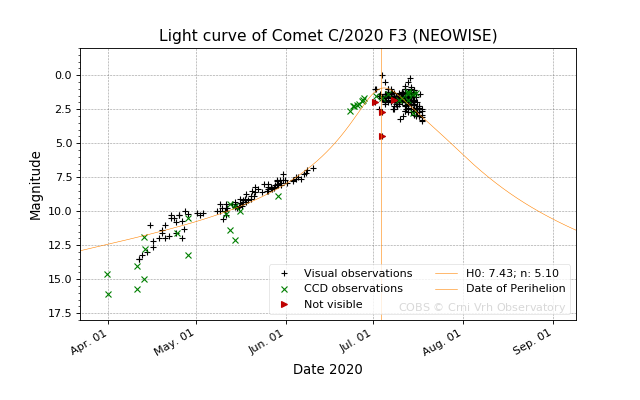 Light curve of Comet C/2020 F3 (NEOWISE)
Magnitude
0.0
2.5
5.0
7.5
10.0
12.5
15.0
17.5
Visual observations
CCD observations
Not visible
H0: 7.43; n: 5.10
Date of Perihelion
COBS © Crni Vrh Observatory
Apr. 01
May. 01
Jun. 01
Jul. 01
Aug. 01
Sep. 01
Date 2020